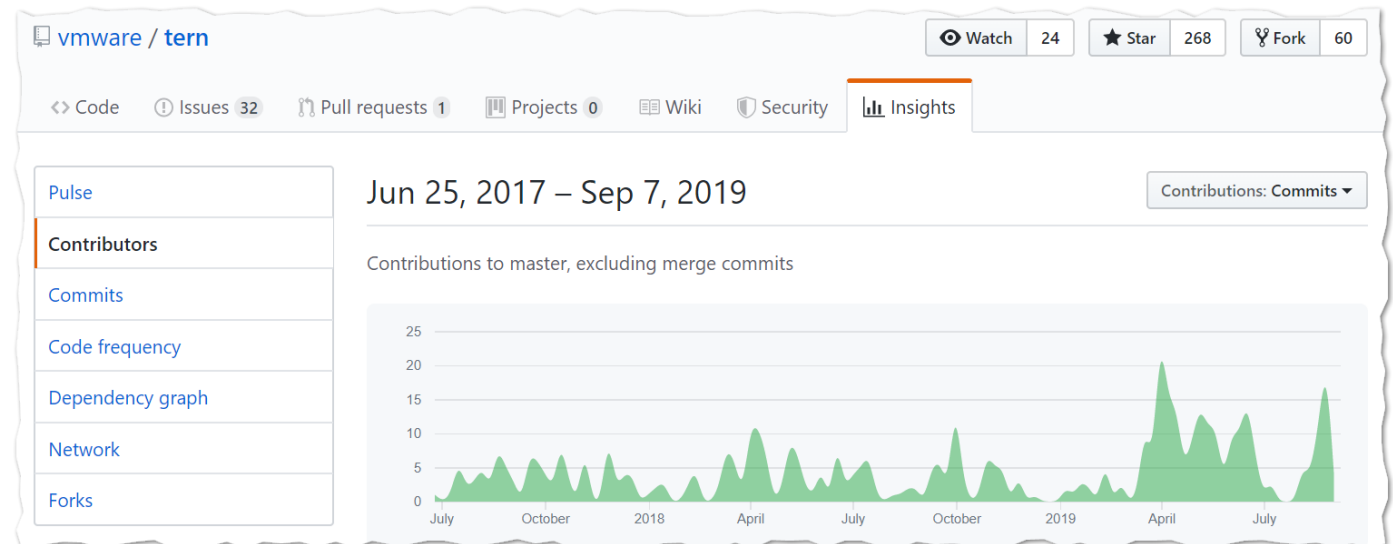 vmware / tern
Watch 24 Star 268 Fork 60
Code Issues 32 Pull requests 1 Projects 0 Wiki Security Insights
Pulse
Contributors
Commits
Code frequency
Dependency graph
Network
Forks
Jun 25, 2017 – Sep 7, 2019
Contributions: Commits
Contributions to master, excluding merge commits
25
20
15
10
5
0
July October 2018 April July October 2019 April July